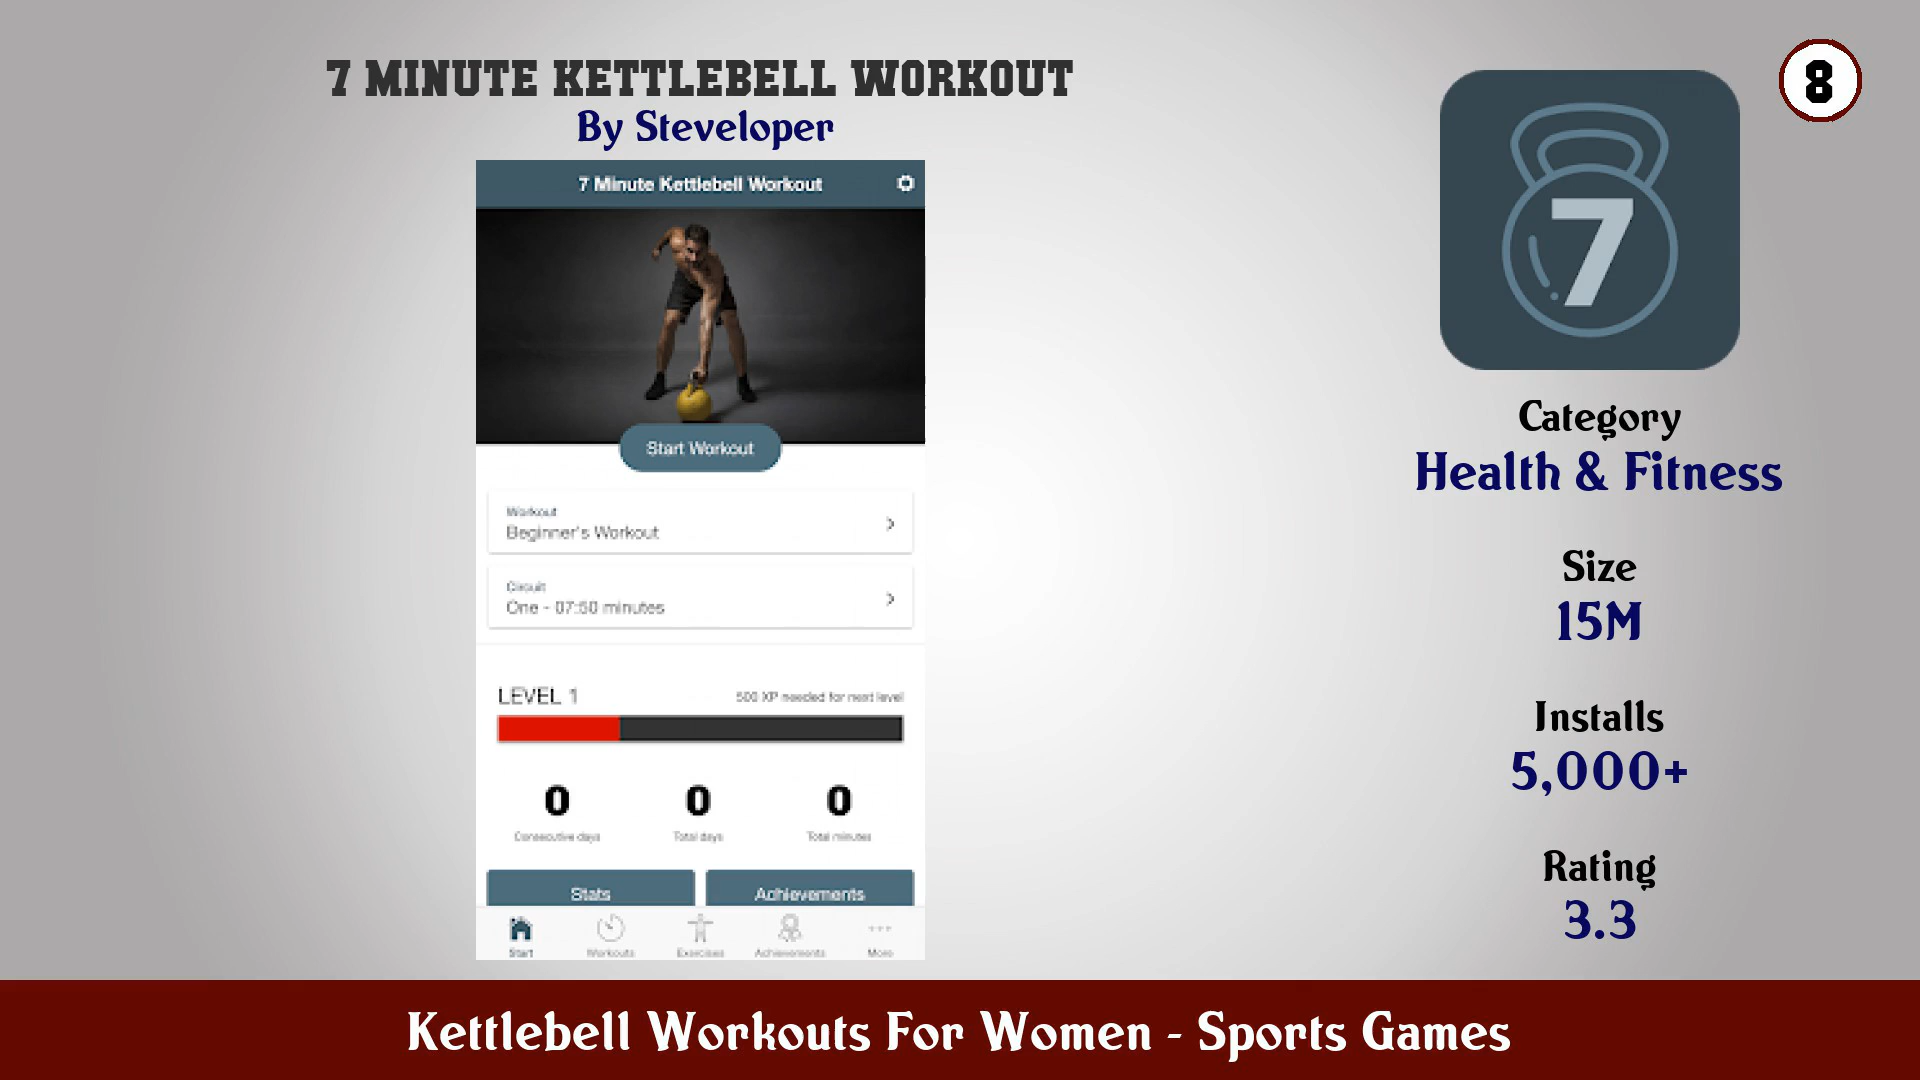 7 MINUTE KETTLEBELL WORKOUT
By Steveloper
8
7 Minute Kettlebell Workout
Start Workout
Workout
Beginner's Workout
Circuit
One - 07:50 minutes
LEVEL 1
500 XP needed for next level
0
0
0
Consecutive days
Total days
Total minutes
Stats
Achievements
Start
Workouts
Exercises
Achievements
More
7
Category
Health & Fitness
Size
15M
Installs
5,000+
Rating
3.3
Kettlebell Workouts For Women - Sports Games